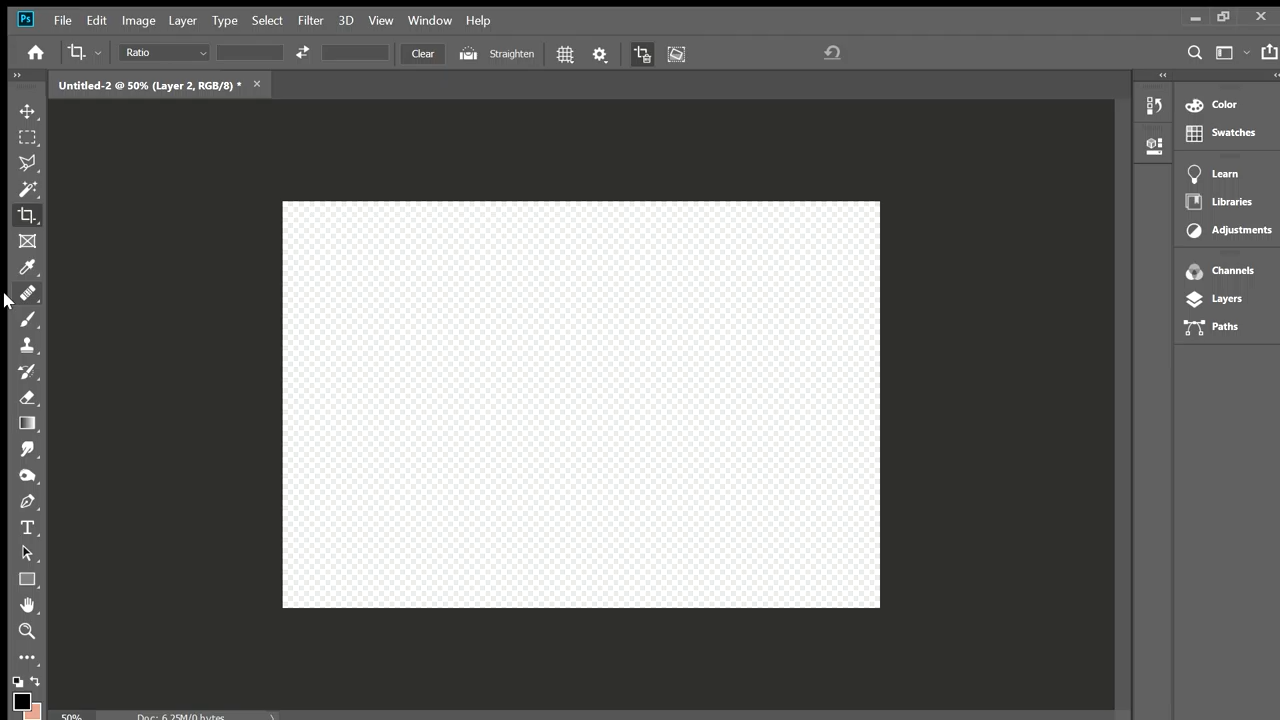 Ps File Edit Image Layer Type Select Filter 3D View Window Help
Ratio Clear Straighten
Untitled-2 @ 50% (Layer 2, RGB/8) *
Color
Swatches
Learn
Libraries
Adjustments
Channels
Layers
Paths
50% Doc: 6.25M/0 bytes